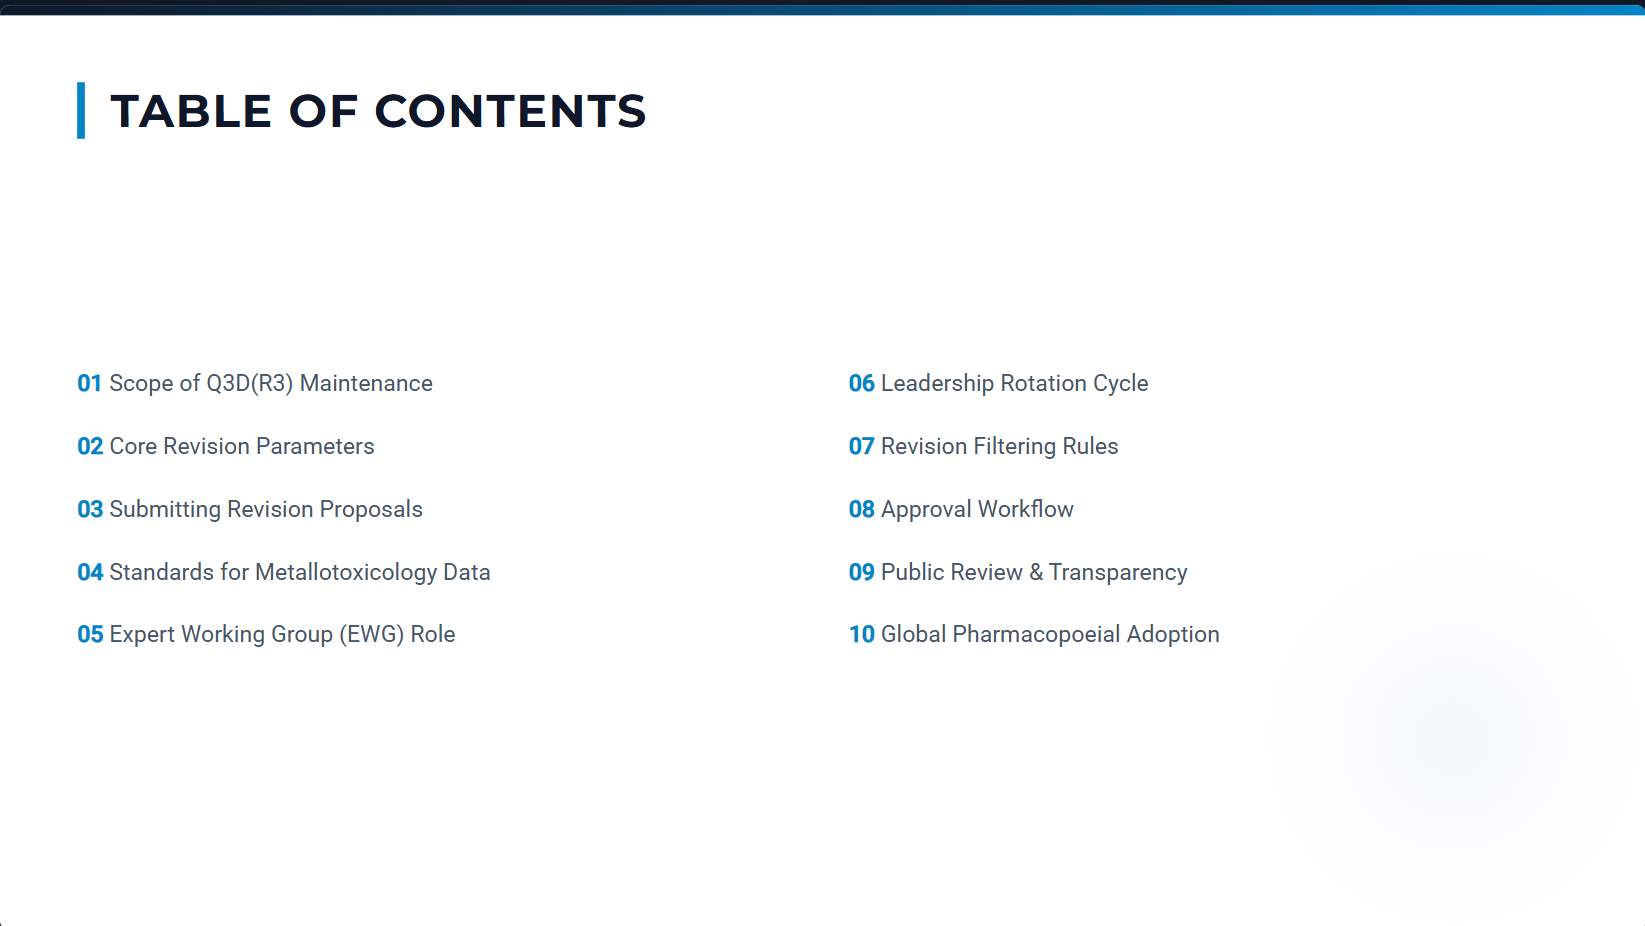 TABLE OF CONTENTS
01 Scope of Q3D(R3) Maintenance
02 Core Revision Parameters
03 Submitting Revision Proposals
04 Standards for Metallotoxicology Data
05 Expert Working Group (EWG) Role
06 Leadership Rotation Cycle
07 Revision Filtering Rules
08 Approval Workflow
09 Public Review & Transparency
10 Global Pharmacopoeial Adoption